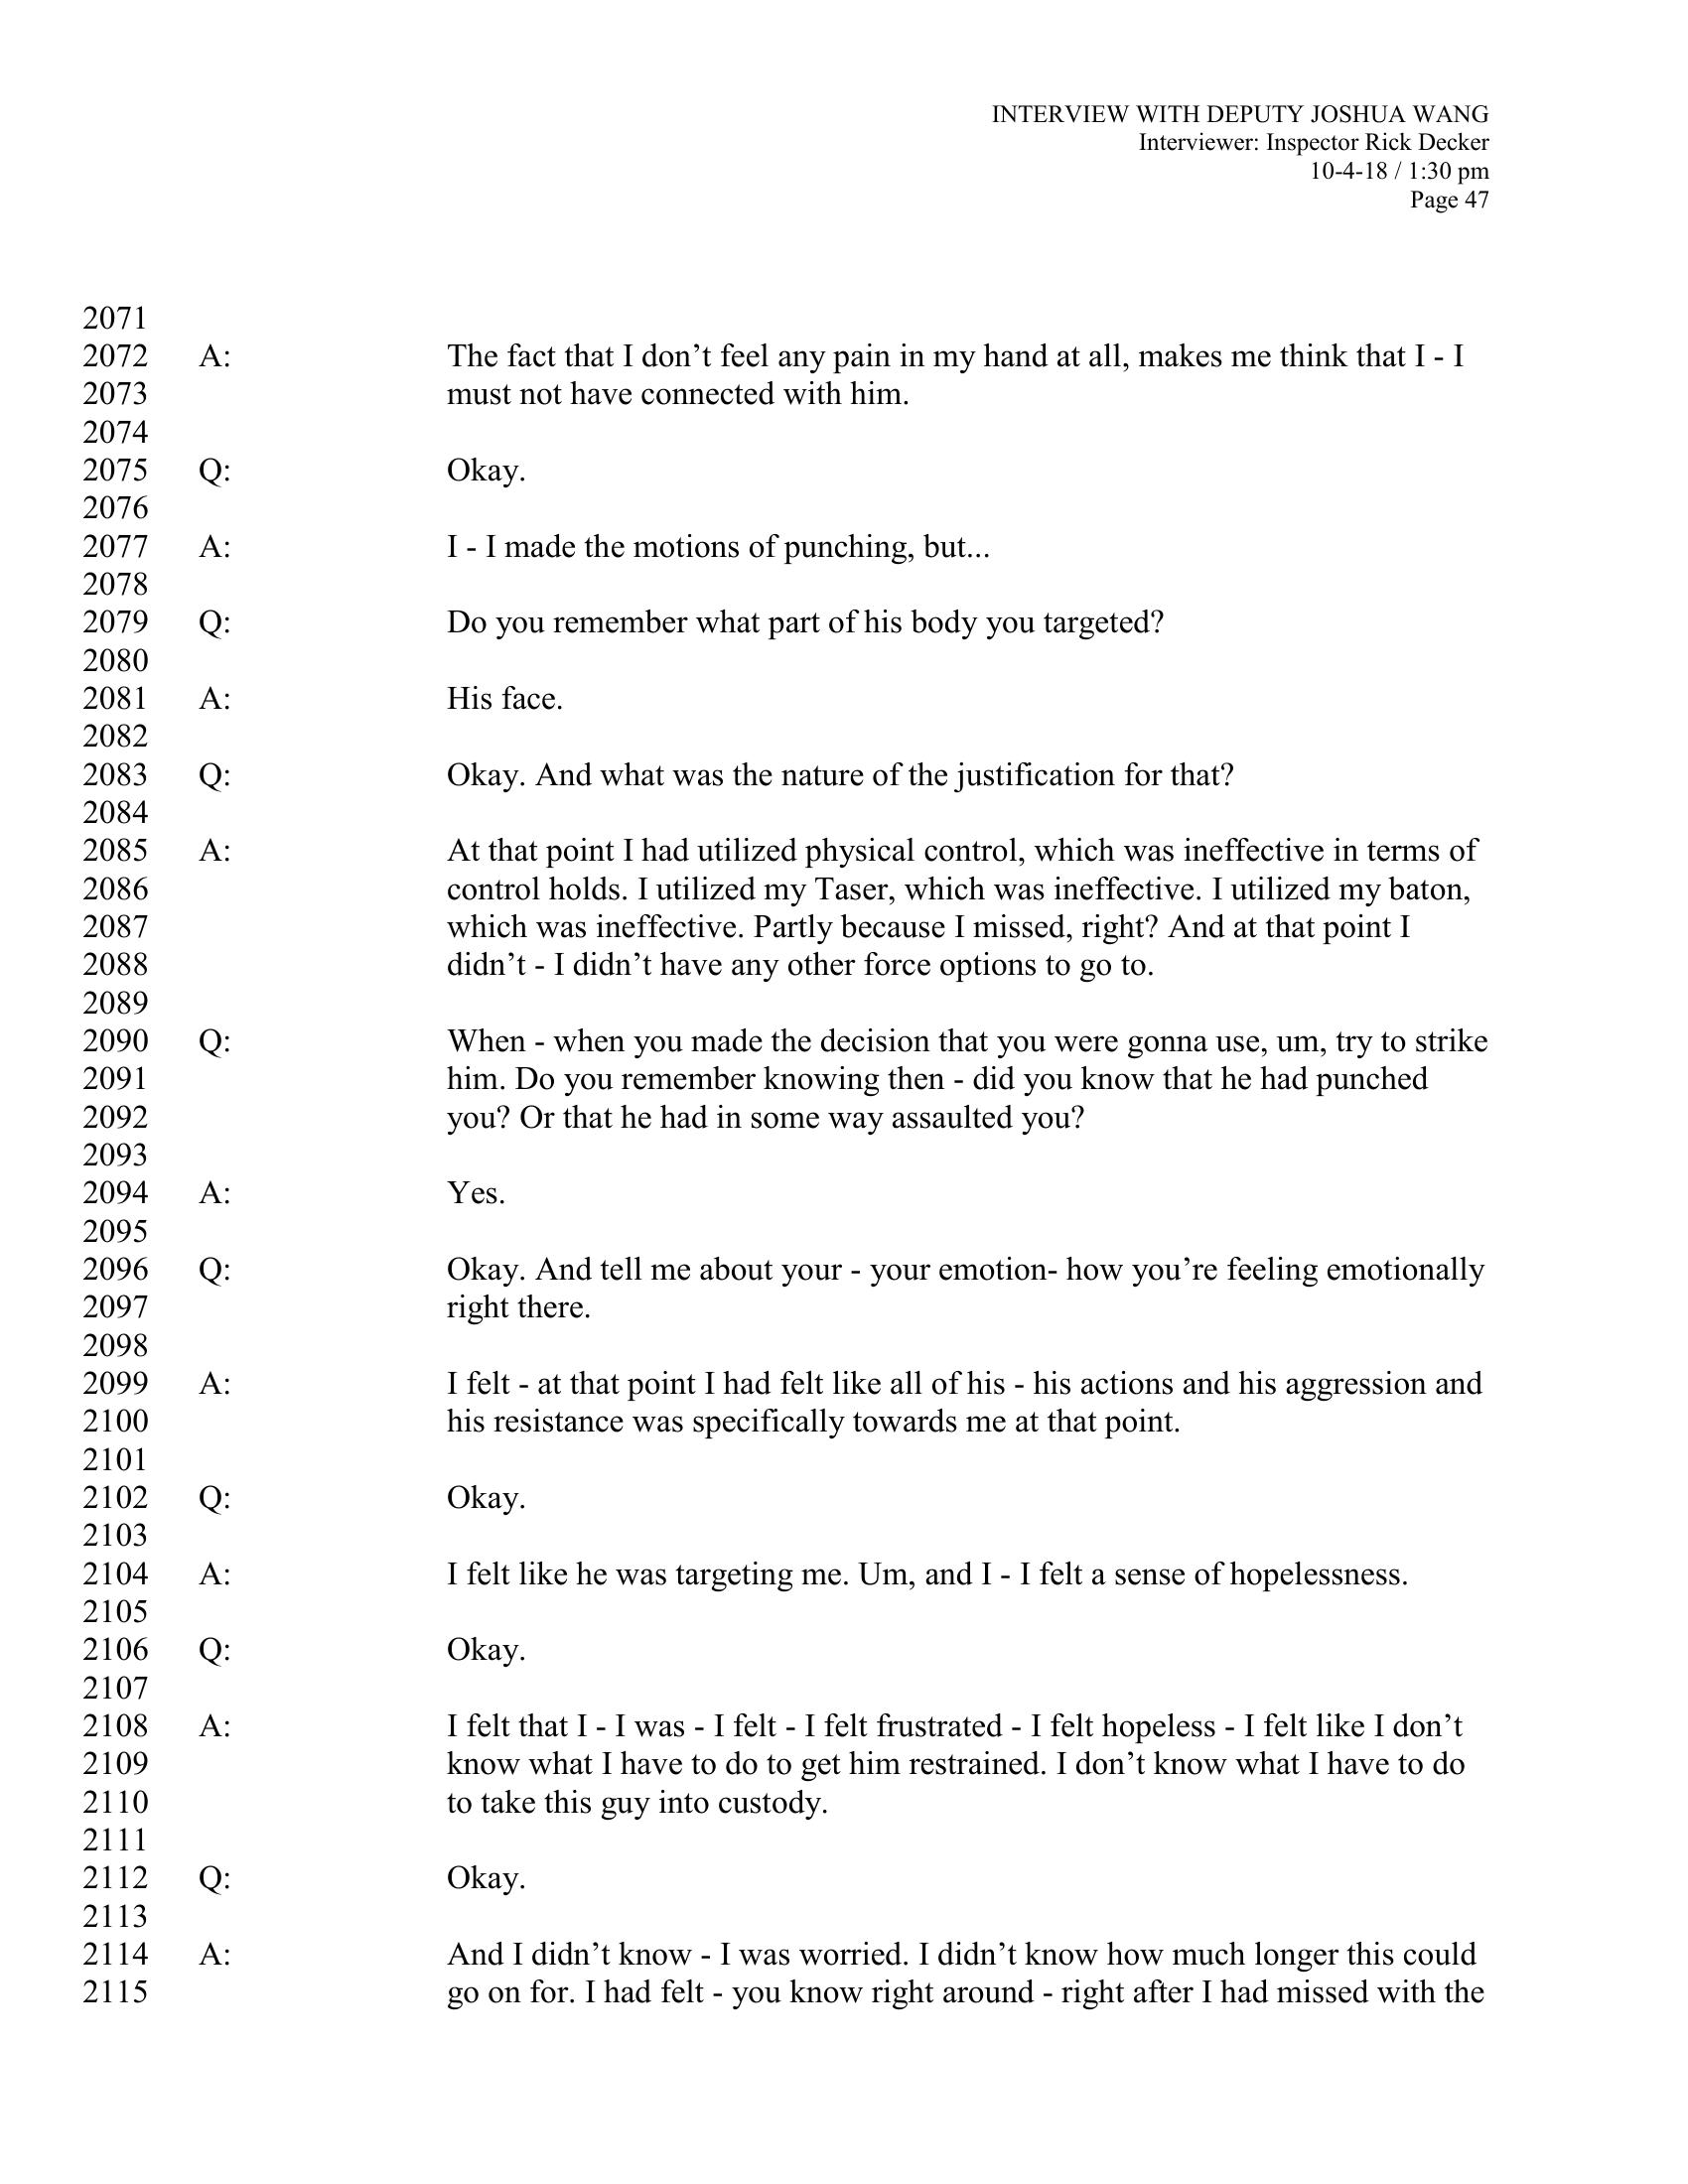 INTERVIEW WITH DEPUTY JOSHUA WANG
Interviewer: Inspector Rick Decker
10-4-18 / 1:30 pm
Page 47
2071
2072 A: The fact that I don’t feel any pain in my hand at all, makes me think that I - I
2073 must not have connected with him.
2074
2075 Q: Okay.
2076
2077 A: I - I made the motions of punching, but...
2078
2079 Q: Do you remember what part of his body you targeted?
2080
2081 A: His face.
2082
2083 Q: Okay. And what was the nature of the justification for that?
2084
2085 A: At that point I had utilized physical control, which was ineffective in terms of
2086 control holds. I utilized my Taser, which was ineffective. I utilized my baton,
2087 which was ineffective. Partly because I missed, right? And at that point I
2088 didn’t - I didn’t have any other force options to go to.
2089
2090 Q: When - when you made the decision that you were gonna use, um, try to strike
2091 him. Do you remember knowing then - did you know that he had punched
2092 you? Or that he had in some way assaulted you?
2093
2094 A: Yes.
2095
2096 Q: Okay. And tell me about your - your emotion- how you’re feeling emotionally
2097 right there.
2098
2099 A: I felt - at that point I had felt like all of his - his actions and his aggression and
2100 his resistance was specifically towards me at that point.
2101
2102 Q: Okay.
2103
2104 A: I felt like he was targeting me. Um, and I - I felt a sense of hopelessness.
2105
2106 Q: Okay.
2107
2108 A: I felt that I - I was - I felt - I felt frustrated - I felt hopeless - I felt like I don’t
2109 know what I have to do to get him restrained. I don’t know what I have to do
2110 to take this guy into custody.
2111
2112 Q: Okay.
2113
2114 A: And I didn’t know - I was worried. I didn’t know how much longer this could
2115 go on for. I had felt - you know right around - right after I had missed with the